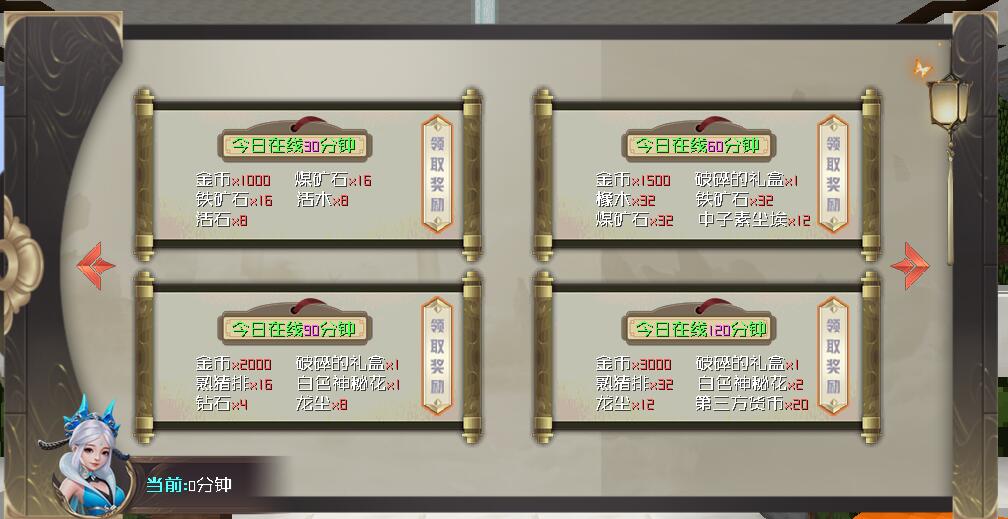 今日在线30分钟
金币x1000 煤矿石x16
铁矿石x16 活木x8
活石x8
领取奖励
今日在线60分钟
金币x1500 破碎的礼盒x1
橡木x32 铁矿石x32
煤矿石x32 中子素尘埃x12
领取奖励
今日在线90分钟
金币x2000 破碎的礼盒x1
熟猪排x16 白色神秘花x1
钻石x4 龙尘x8
领取奖励
今日在线120分钟
金币x3000 破碎的礼盒x1
熟猪排x32 白色神秘花x2
龙尘x12 第三方货币x20
领取奖励
当前:0分钟